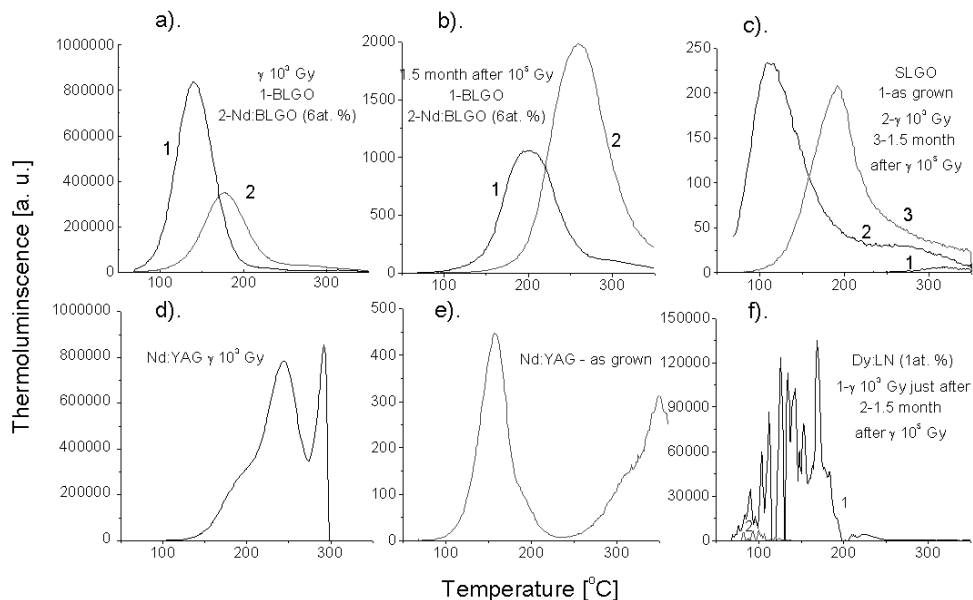 a).
b).
c).
1000000
800000
600000
400000
200000
0
γ 10³ Gy
1-BLGO
2-Nd:BLGO (6at. %)
1
2
100 200 300
2000
1500
1000
500
0
1.5 month after 10⁵ Gy
1-BLGO
2-Nd:BLGO (6at. %)
1
2
100 200 300
250
200
150
100
50
0
SLGO
1-as grown
2-γ 10³ Gy
3-1.5 month
after γ 10⁵ Gy
3
2
1
100 200 300
Thermoluminscence [a. u.]
d).
e).
f).
1000000
800000
600000
400000
200000
0
Nd:YAG γ 10³ Gy
100 200 300
500
400
300
200
100
0
Nd:YAG - as grown
100 200 300
150000
120000
90000
60000
30000
0
Dy:LN (1at. %)
1-γ 10³ Gy just after
2-1.5 month
after γ 10⁵ Gy
1
2
100 200 300
Temperature [⁰C]